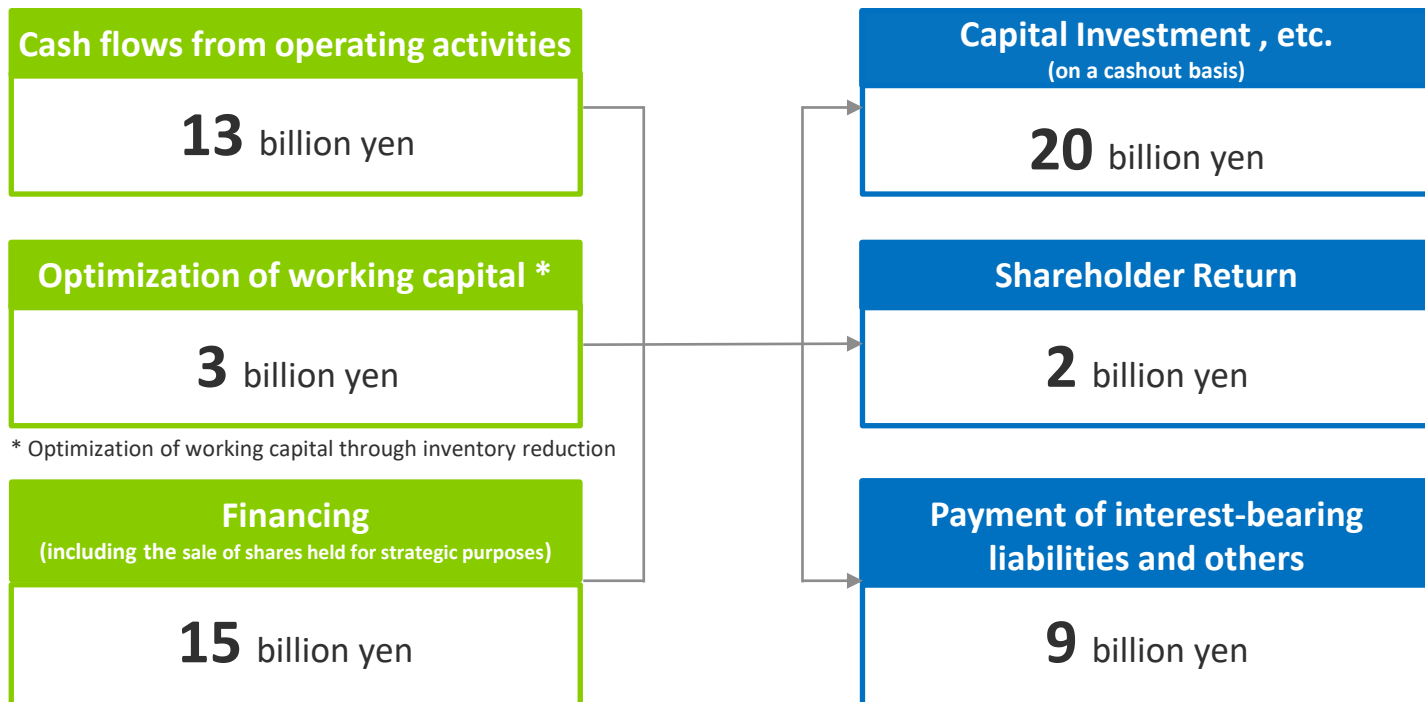 Cash flows from operating activities
13 billion yen
Optimization of working capital *
3 billion yen
* Optimization of working capital through inventory reduction
Financing
(including the sale of shares held for strategic purposes)
15 billion yen
Capital Investment , etc.
(on a cashout basis)
20 billion yen
Shareholder Return
2 billion yen
Payment of interest-bearing
liabilities and others
9 billion yen